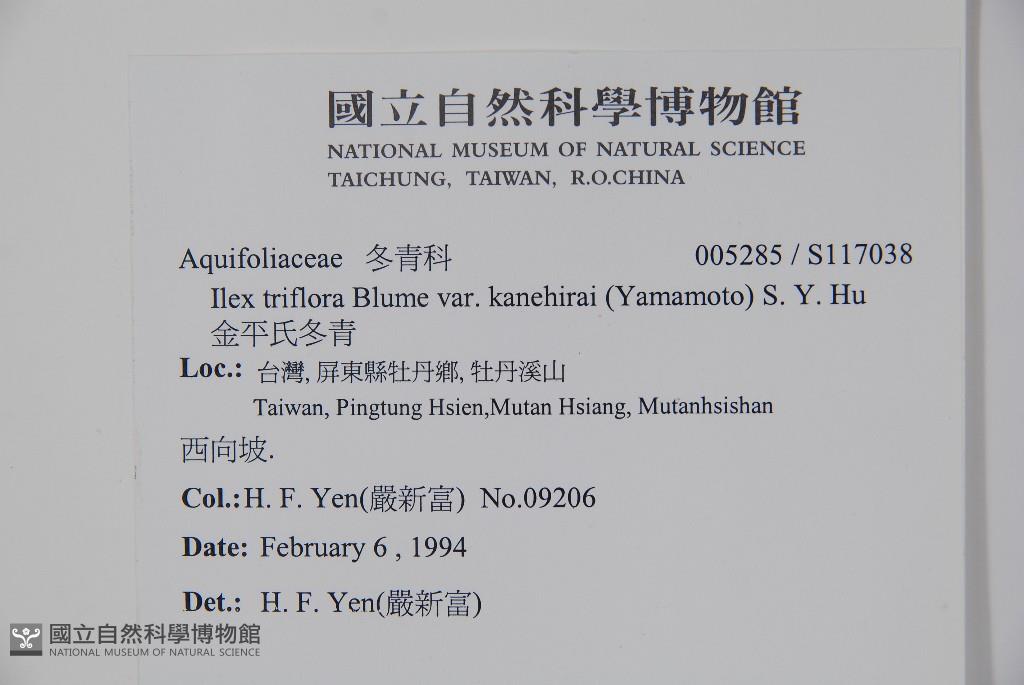 國立自然科學博物館
NATIONAL MUSEUM OF NATURAL SCIENCE
TAICHUNG, TAIWAN, R.O.CHINA
Aquifoliaceae 冬青科 005285 / S117038
Ilex triflora Blume var. kanehirai (Yamamoto) S. Y. Hu
金平氏冬青
Loc.: 台灣, 屏東縣牡丹鄉, 牡丹溪山
Taiwan, Pingtung Hsien,Mutan Hsiang, Mutanhsishan
西向坡.
Col.:H. F. Yen(嚴新富) No.09206
Date: February 6 , 1994
Det.: H. F. Yen(嚴新富)
國立自然科學博物館
NATIONAL MUSEUM OF NATURAL SCIENCE